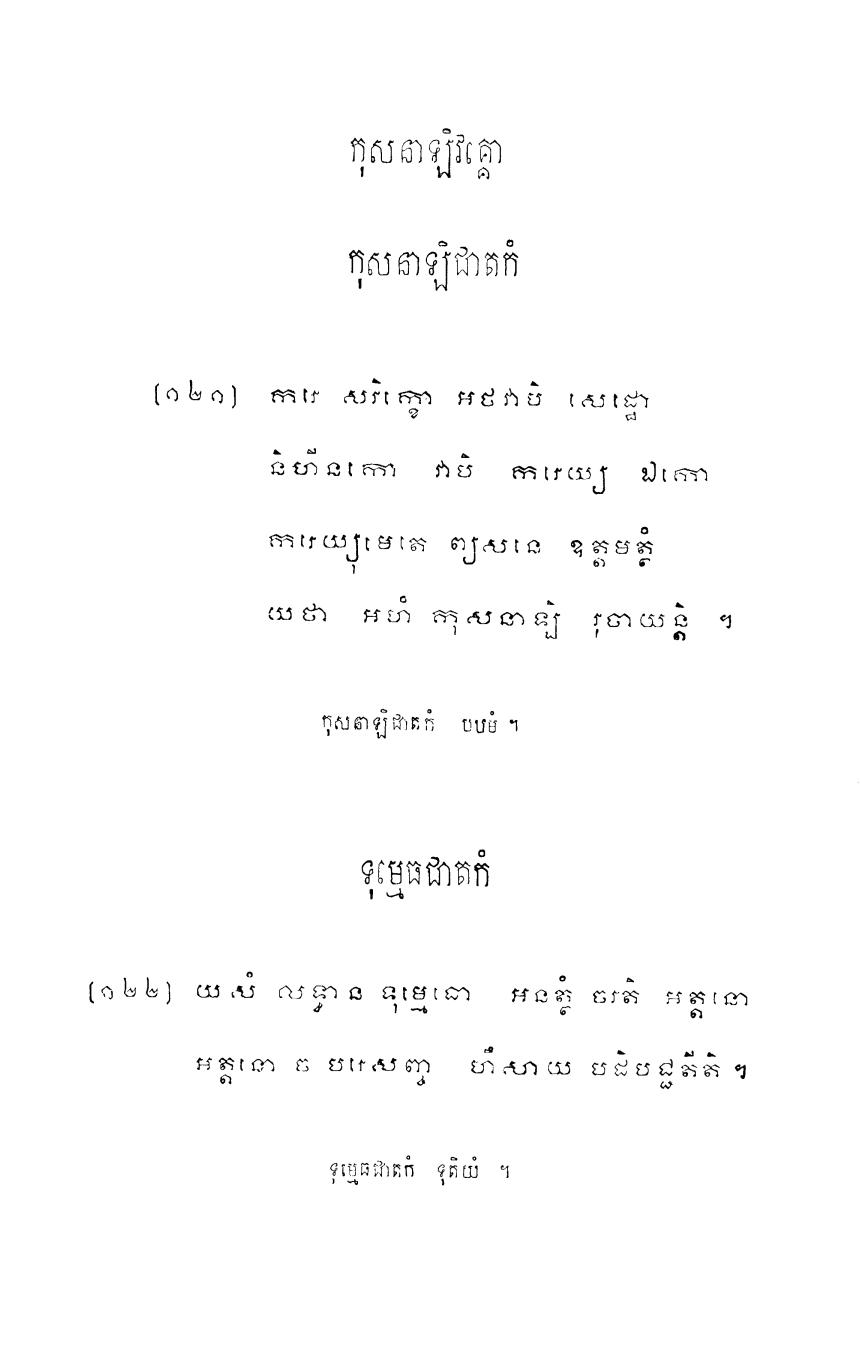 កុសនាឡិវគ្គោ
កុសនាឡិជាតកំ
(១២១) ករេ សរិក្ខោ អថវាបិ សេដ្ឋោ
និហីនកោ វាបិ ករេយ្យ ឯកោ
ករេយ្យុមេតេ ព្យសនេ ឧត្តមត្ថំ
យថា អហំ កុសនាឡិ រុចាយន្តិ ។
កុសនាឡិជាតកំ បឋមំ ។
ទុម្មេធជាតកំ
(១២២) យសំ លទ្ធាន ទុម្មេធោ អនត្ថំ ចរតិ អត្តនោ
អត្តនោ ច បរេសញ្ច ហឹសាយ បដិបជ្ជតីតិ ។
ទុម្មេធជាតកំ ទុតិយំ ។